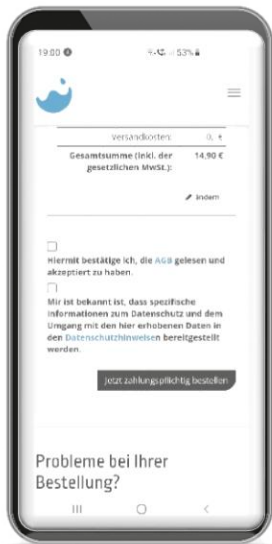 19:00
53%
Versandkosten: 0, €
Gesamtsumme (inkl. der 14,90 €
gesetzlichen MwSt.):
ändern
Hiermit bestätige ich, die AGB gelesen und
akzeptiert zu haben.
Mir ist bekannt ist, dass spezifische
Informationen zum Datenschutz und dem
Umgang mit den hier erhobenen Daten in
den Datenschutzhinweisen bereitgestellt
werden.
Jetzt zahlungspflichtig bestellen
Probleme bei Ihrer
Bestellung?